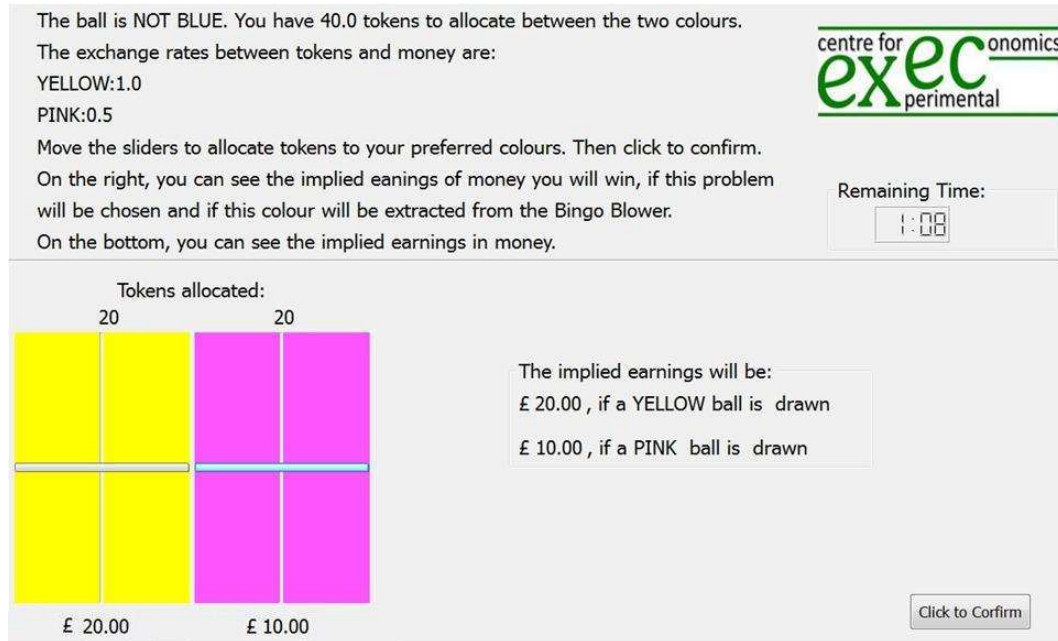 The ball is NOT BLUE. You have 40.0 tokens to allocate between the two colours.
The exchange rates between tokens and money are:
YELLOW:1.0
PINK:0.5
Move the sliders to allocate tokens to your preferred colours. Then click to confirm.
On the right, you can see the implied eanings of money you will win, if this problem
will be chosen and if this colour will be extracted from the Bingo Blower.
On the bottom, you can see the implied earnings in money.
centre for
exec
onomics
perimental
Remaining Time:
1:08
Tokens allocated:
20 20
The implied earnings will be:
£ 20.00 , if a YELLOW ball is drawn
£ 10.00 , if a PINK ball is drawn
£ 20.00 £ 10.00
Click to Corfirm